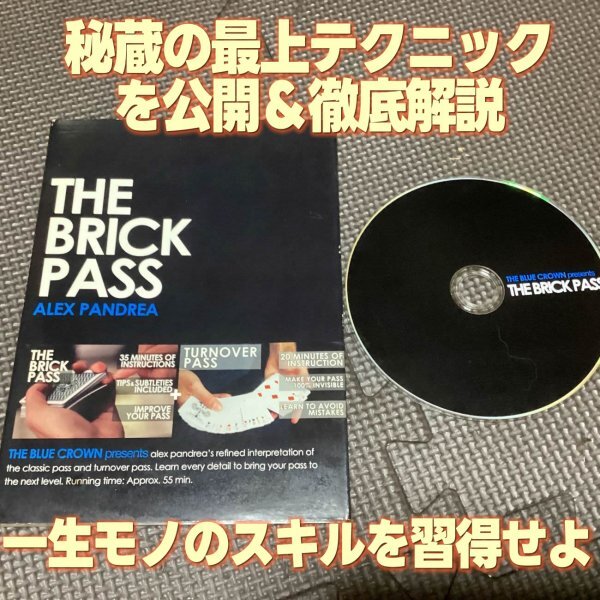 秘蔵の最上テクニック
を公開＆徹底解説
THE
BRICK
PASS
ALEX PANDREA
THE
BRICK
PASS
35 MINUTES OF
INSTRUCTIONS
TIPS & SUBTLETIES
INCLUDED
IMPROVE
YOUR PASS
+
TURNOVER
PASS
20 MINUTES OF
INSTRUCTION
MAKE YOUR PASS
100% INVISIBLE
LEARN TO AVOID
MISTAKES
THE BLUE CROWN presents alex pandrea's refined interpretation of
the classic pass and turnover pass. Learn every detail to bring your pass to
the next level. Running time: Approx. 55 min.
THE BLUE CROWN presents
THE BRICK PASS
一生モノのスキルを習得せよ